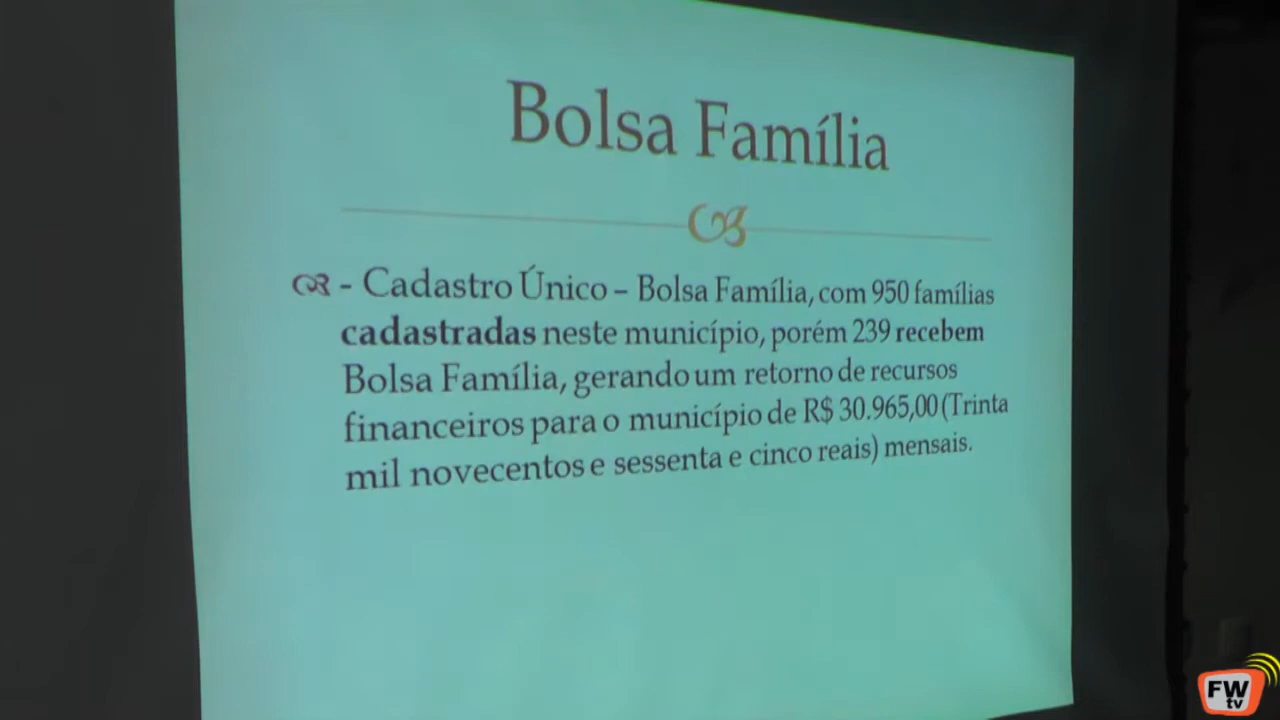 Bolsa Família
- Cadastro Único – Bolsa Família, com 950 famílias
cadastradas neste município, porém 239 recebem
Bolsa Família, gerando um retorno de recursos
financeiros para o município de R$ 30.965,00 (Trinta
mil novecentos e sessenta e cinco reais) mensais.
FW
tv